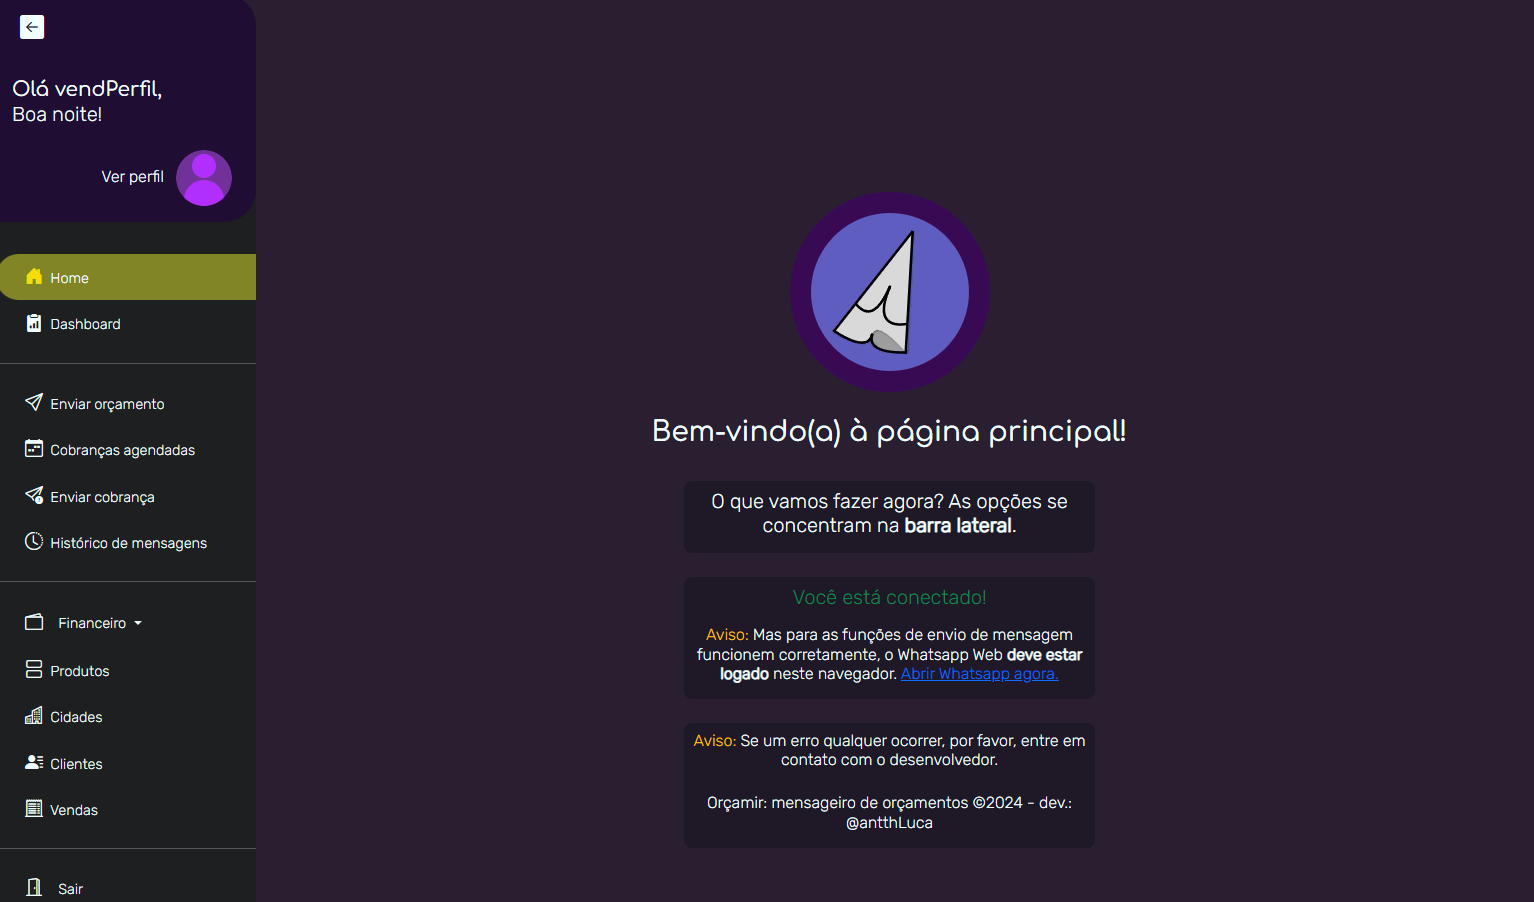 Olá vendPerfil,
Boa noite!
Ver perfil
Home
Dashboard
Enviar orçamento
Cobranças agendadas
Enviar cobrança
Histórico de mensagens
Financeiro
Produtos
Cidades
Clientes
Vendas
Sair
Bem-vindo(a) à página principal!
O que vamos fazer agora? As opções se
concentram na barra lateral.
Você está conectado!
Aviso: Mas para as funções de envio de mensagem
funcionem corretamente, o Whatsapp Web deve estar
logado neste navegador. Abrir Whatsapp agora.
Aviso: Se um erro qualquer ocorrer, por favor, entre em
contato com o desenvolvedor.
Orçamir: mensageiro de orçamentos ©2024 - dev.:
@antthLuca